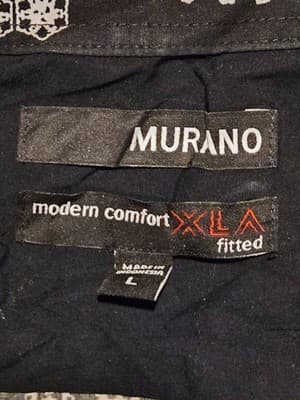 MURANO
modern comfort XLA
fitted
MADE IN
INDONESIA
L